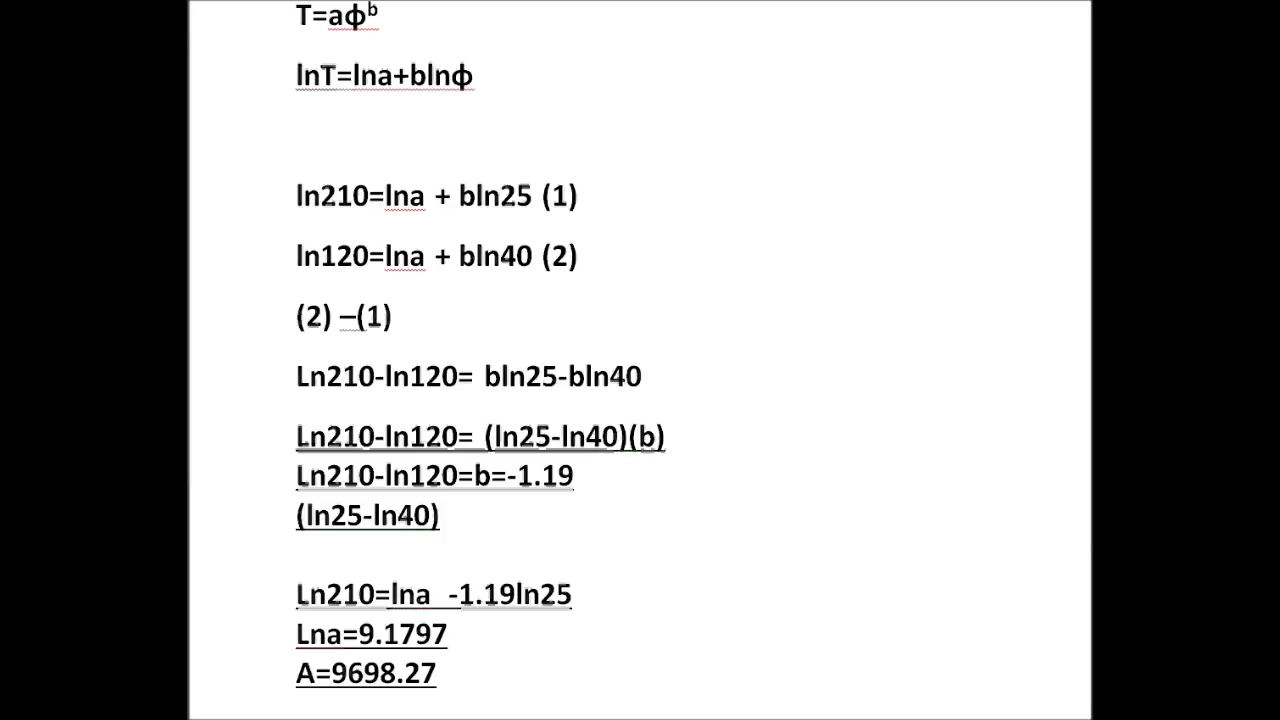 T=aϕᵇ
lnT=lna+blnϕ
ln210=lna + bln25 (1)
ln120=lna + bln40 (2)
(2) –(1)
Ln210-ln120= bln25-bln40
Ln210-ln120= (ln25-ln40)(b)
Ln210-ln120=b=-1.19
(ln25-ln40)
Ln210=lna -1.19ln25
Lna=9.1797
A=9698.27